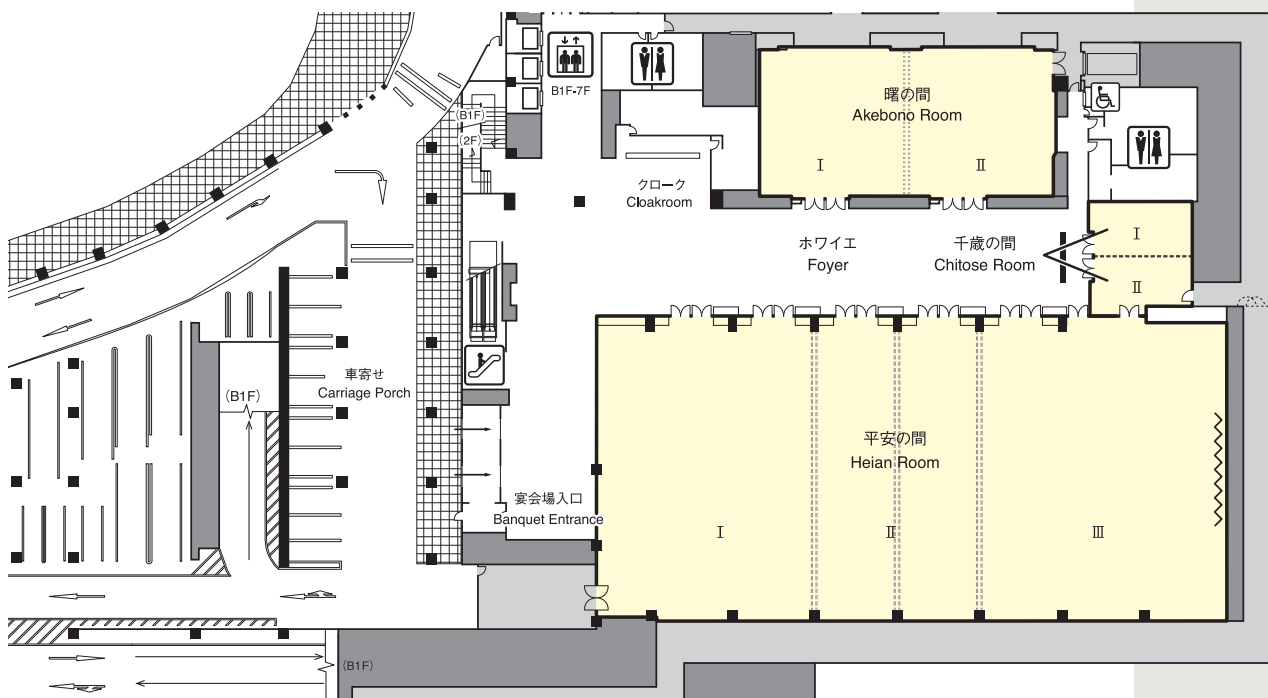 B1F-7F
(B1F)
(2F)
曙の間
Akebono Room
Ⅰ
Ⅱ
クローク
Cloakroom
ホワイエ
Foyer
千歳の間
Chitose Room
Ⅰ
Ⅱ
車寄せ
Carriage Porch
(B1F)
平安の間
Heian Room
宴会場入口
Banquet Entrance
Ⅰ
Ⅱ
Ⅲ
(B1F)